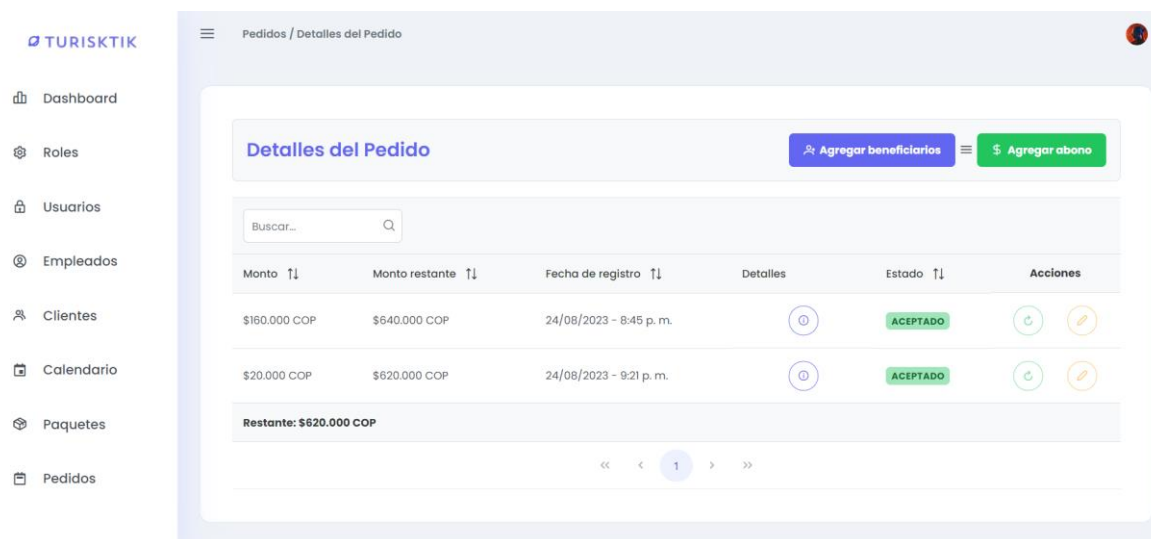 TURISKTIK
Pedidos / Detalles del Pedido
Dashboard
Roles
Usuarios
Empleados
Clientes
Calendario
Paquetes
Pedidos
Detalles del Pedido
Agregar beneficiarios
$ Agregar abono
Buscar...
Monto Monto restante Fecha de registro Detalles Estado Acciones
$160.000 COP $640.000 COP 24/08/2023 - 8:45 p. m. ACEPTADO
$20.000 COP $620.000 COP 24/08/2023 - 9:21 p. m. ACEPTADO
Restante: $620.000 COP
<< < 1 > >>